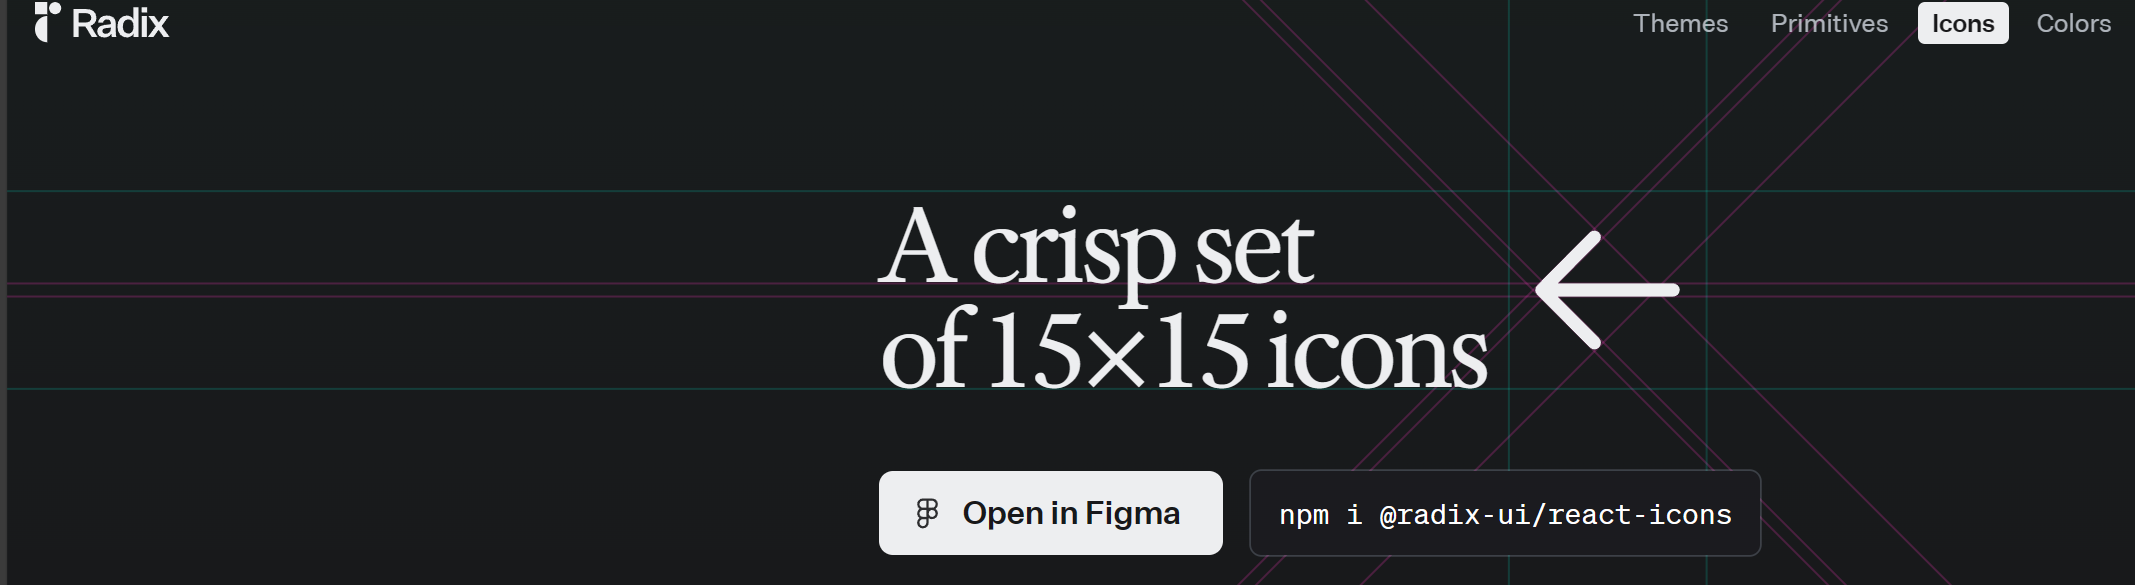 Radix
Themes Primitives Icons Colors
A crisp set
of 15×15 icons
Open in Figma
npm i @radix-ui/react-icons